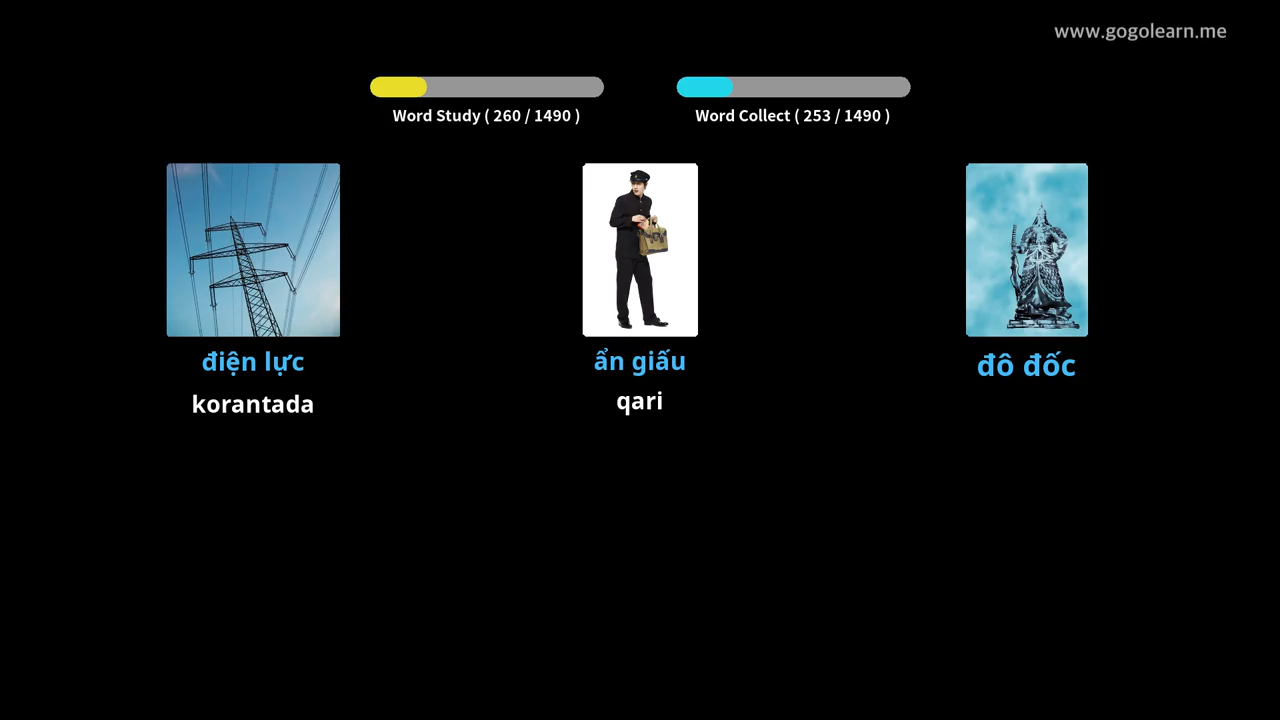 www.gogolearn.me
Word Study ( 260 / 1490 )
Word Collect ( 253 / 1490 )
điện lực
korantada
ẩn giấu
qari
đô đốc